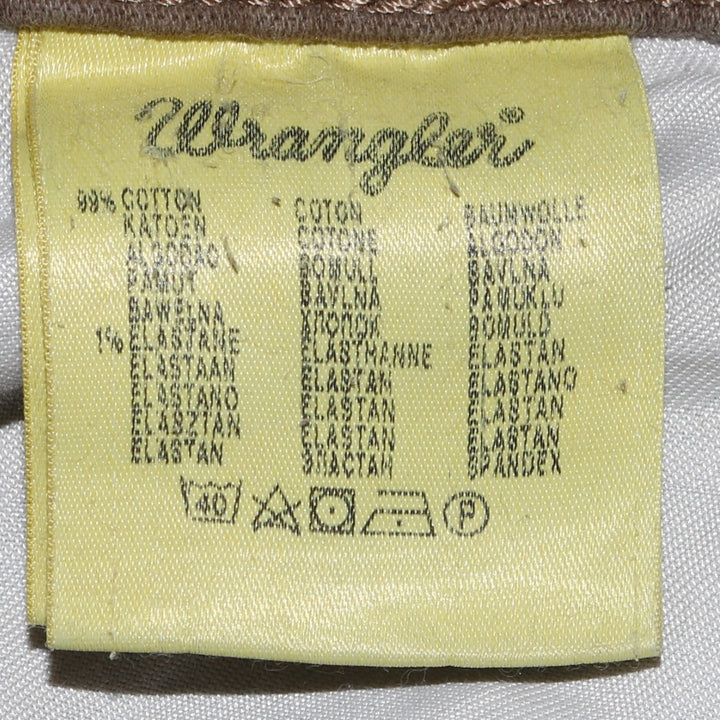 Wrangler®
99% COTTON COTON BAUMWOLLE
KATOEN COTONE ALGODON
ALGODAO BOMULL BAVLNA
PAMUT BAVLNA PAMUKLU
BAWELNA ХЛОПОК BOMULD
1% ELASTANE ELASTHANNE ELASTAN
ELASTAAN ELASTAN ELASTANO
ELASTANO ELASTAN ELASTAN
ELASZTAN ELASTAN ELASTAN
ELASTAN ЭЛАСТАН SPANDEX
40 P